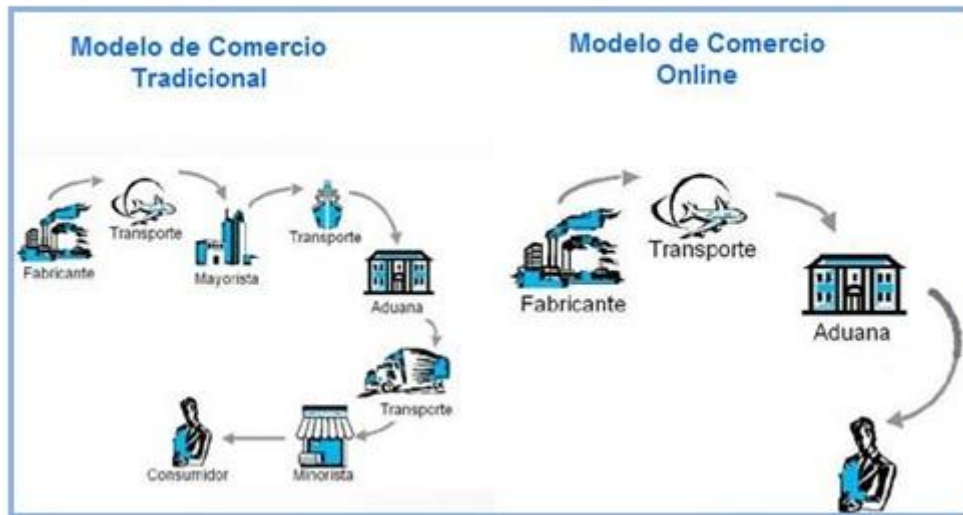 Modelo de Comercio
Tradicional
Fabricante
Transporte
Mayorista
Transporte
Aduana
Transporte
Minorista
Consumidor
Modelo de Comercio
Online
Fabricante
Transporte
Aduana